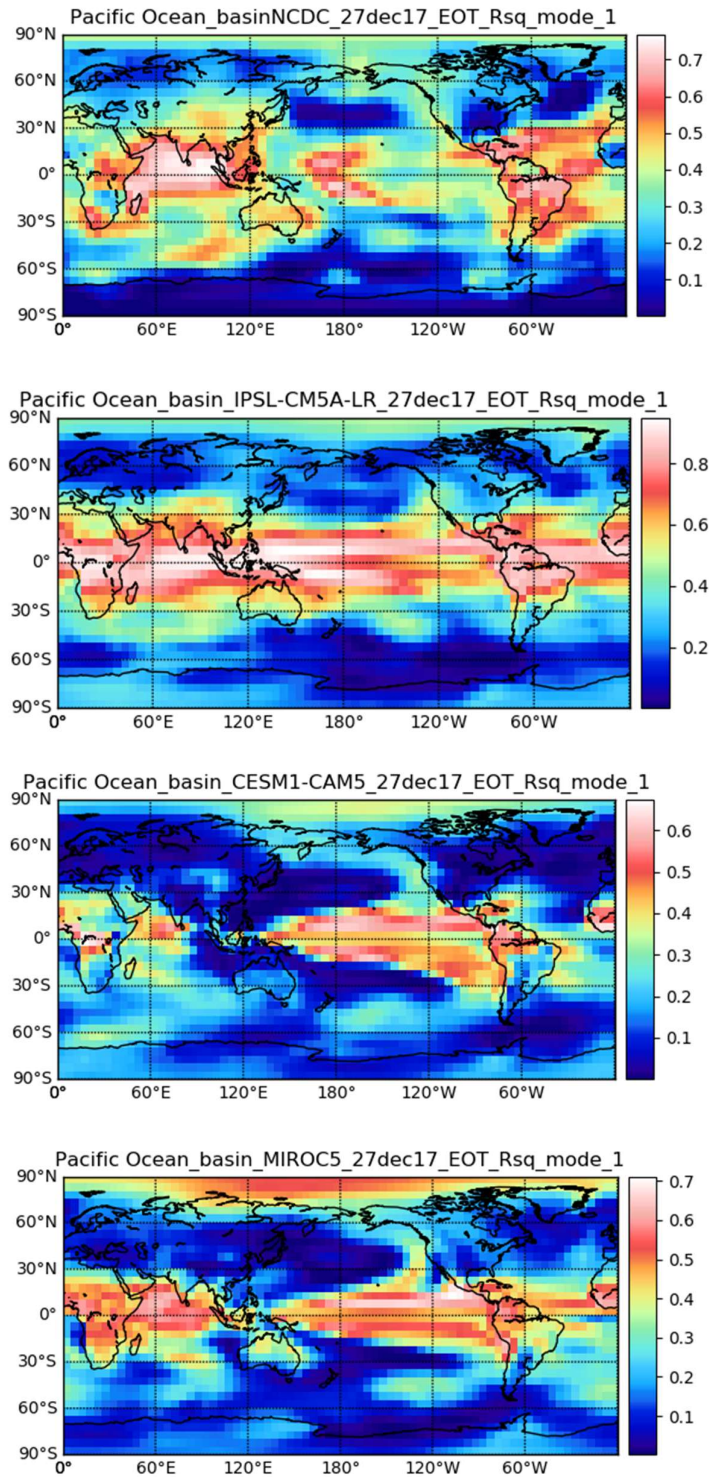 Pacific Ocean_basinNCDC_27dec17_EOT_Rsq_mode_1
90°N
60°N
30°N
0°
30°S
60°S
90°S
0° 60°E 120°E 180° 120°W 60°W
0.7
0.6
0.5
0.4
0.3
0.2
0.1
Pacific Ocean_basin_IPSL-CM5A-LR_27dec17_EOT_Rsq_mode_1
90°N
60°N
30°N
0°
30°S
60°S
90°S
0° 60°E 120°E 180° 120°W 60°W
0.8
0.6
0.4
0.2
Pacific Ocean_basin_CESM1-CAM5_27dec17_EOT_Rsq_mode_1
90°N
60°N
30°N
0°
30°S
60°S
90°S
0° 60°E 120°E 180° 120°W 60°W
0.6
0.5
0.4
0.3
0.2
0.1
Pacific Ocean_basin_MIROC5_27dec17_EOT_Rsq_mode_1
90°N
60°N
30°N
0°
30°S
60°S
90°S
0° 60°E 120°E 180° 120°W 60°W
0.7
0.6
0.5
0.4
0.3
0.2
0.1